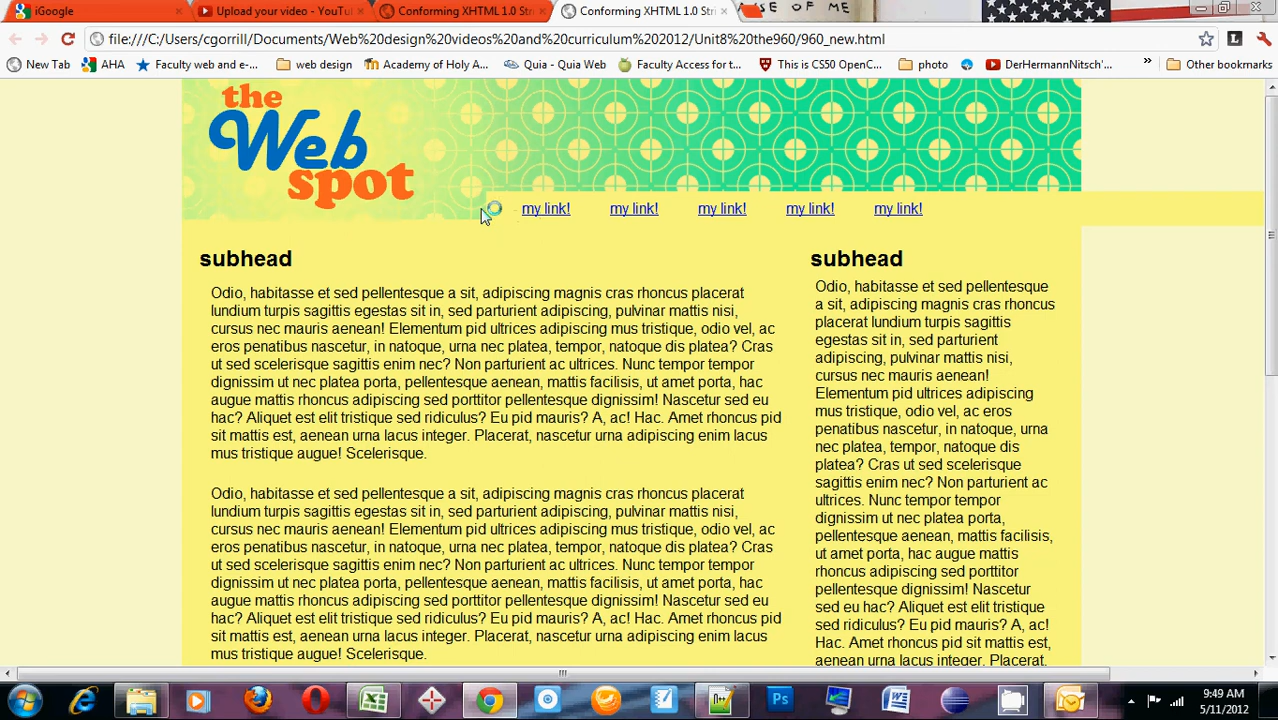 iGoogle
Upload your video - YouTu
Conforming XHTML 1.0 Stri
Conforming XHTML 1.0 Stri
SE OF ME
file:///C:/Users/cgorrill/Documents/Web%20design%20videos%20and%20curriculum%202012/Unit8%20the960/960_new.html
New Tab
AHA
Faculty web and e-...
web design
Academy of Holy A...
Quia - Quia Web
Faculty Access for t...
This is CS50 OpenC...
photo
DerHermannNitsch'...
Other bookmarks
the
Web
spot
my link!
my link!
my link!
my link!
my link!
subhead
Odio, habitasse et sed pellentesque a sit, adipiscing magnis cras rhoncus placerat
lundium turpis sagittis egestas sit in, sed parturient adipiscing, pulvinar mattis nisi,
cursus nec mauris aenean! Elementum pid ultrices adipiscing mus tristique, odio vel, ac
eros penatibus nascetur, in natoque, urna nec platea, tempor, natoque dis platea? Cras
ut sed scelerisque sagittis enim nec? Non parturient ac ultrices. Nunc tempor tempor
dignissim ut nec platea porta, pellentesque aenean, mattis facilisis, ut amet porta, hac
augue mattis rhoncus adipiscing sed porttitor pellentesque dignissim! Nascetur sed eu
hac? Aliquet est elit tristique sed ridiculus? Eu pid mauris? A, ac! Hac. Amet rhoncus pid
sit mattis est, aenean urna lacus integer. Placerat, nascetur urna adipiscing enim lacus
mus tristique augue! Scelerisque.
Odio, habitasse et sed pellentesque a sit, adipiscing magnis cras rhoncus placerat
lundium turpis sagittis egestas sit in, sed parturient adipiscing, pulvinar mattis nisi,
cursus nec mauris aenean! Elementum pid ultrices adipiscing mus tristique, odio vel, ac
eros penatibus nascetur, in natoque, urna nec platea, tempor, natoque dis platea? Cras
ut sed scelerisque sagittis enim nec? Non parturient ac ultrices. Nunc tempor tempor
dignissim ut nec platea porta, pellentesque aenean, mattis facilisis, ut amet porta, hac
augue mattis rhoncus adipiscing sed porttitor pellentesque dignissim! Nascetur sed eu
hac? Aliquet est elit tristique sed ridiculus? Eu pid mauris? A, ac! Hac. Amet rhoncus pid
sit mattis est, aenean urna lacus integer. Placerat, nascetur urna adipiscing enim lacus
mus tristique augue! Scelerisque.
subhead
Odio, habitasse et sed pellentesque
a sit, adipiscing magnis cras rhoncus
placerat lundium turpis sagittis
egestas sit in, sed parturient
adipiscing, pulvinar mattis nisi,
cursus nec mauris aenean!
Elementum pid ultrices adipiscing
mus tristique, odio vel, ac eros
penatibus nascetur, in natoque, urna
nec platea, tempor, natoque dis
platea? Cras ut sed scelerisque
sagittis enim nec? Non parturient ac
ultrices. Nunc tempor tempor
dignissim ut nec platea porta,
pellentesque aenean, mattis facilisis,
ut amet porta, hac augue mattis
rhoncus adipiscing sed porttitor
pellentesque dignissim! Nascetur
sed eu hac? Aliquet est elit tristique
sed ridiculus? Eu pid mauris? A, ac!
Hac. Amet rhoncus pid sit mattis est,
aenean urna lacus integer. Placerat,
9:49 AM
5/11/2012